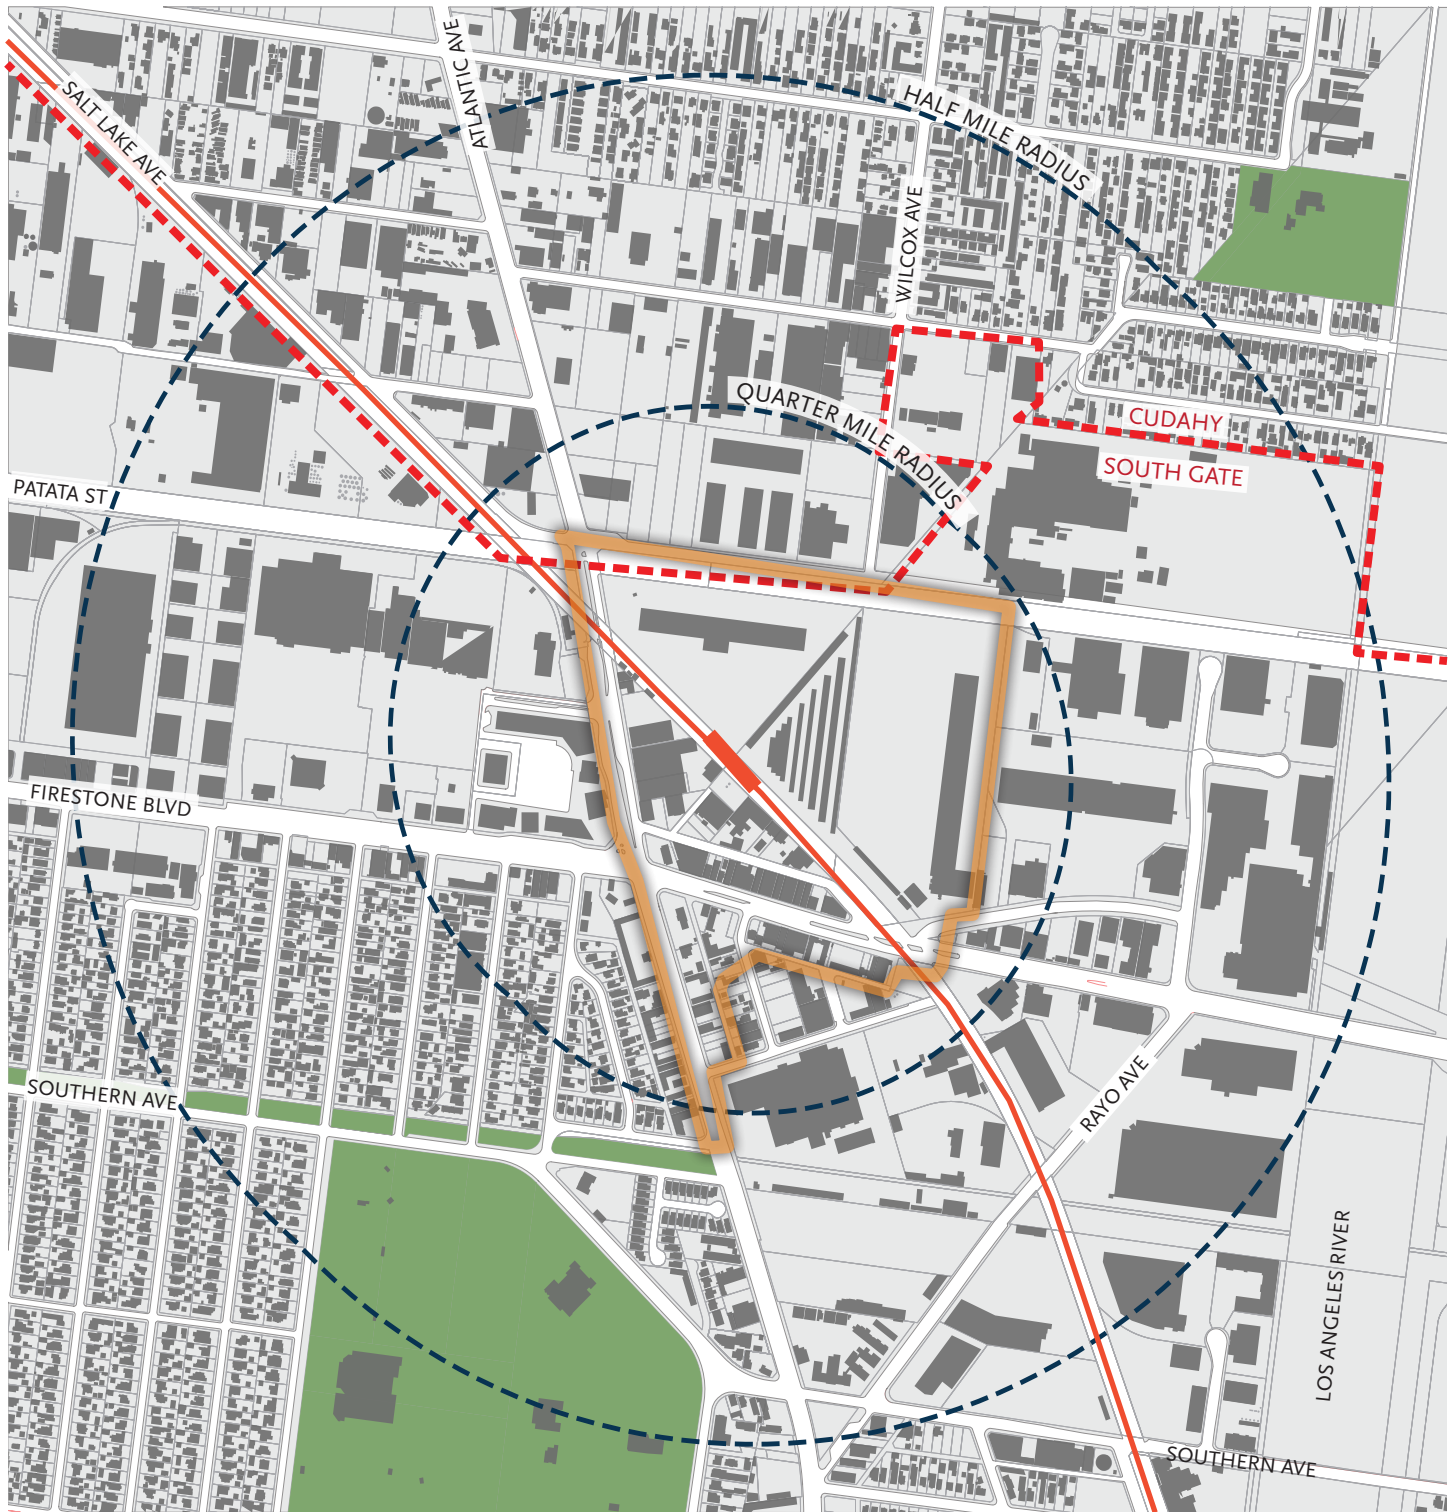 ATLANTIC AVE
SALT LAKE AVE
HALF MILE RADIUS
WILCOX AVE
QUARTER MILE RADIUS
CUDAHY
SOUTH GATE
PATATA ST
FIRESTONE BLVD
SOUTHERN AVE
RAYO AVE
LOS ANGELES RIVER
SOUTHERN AVE